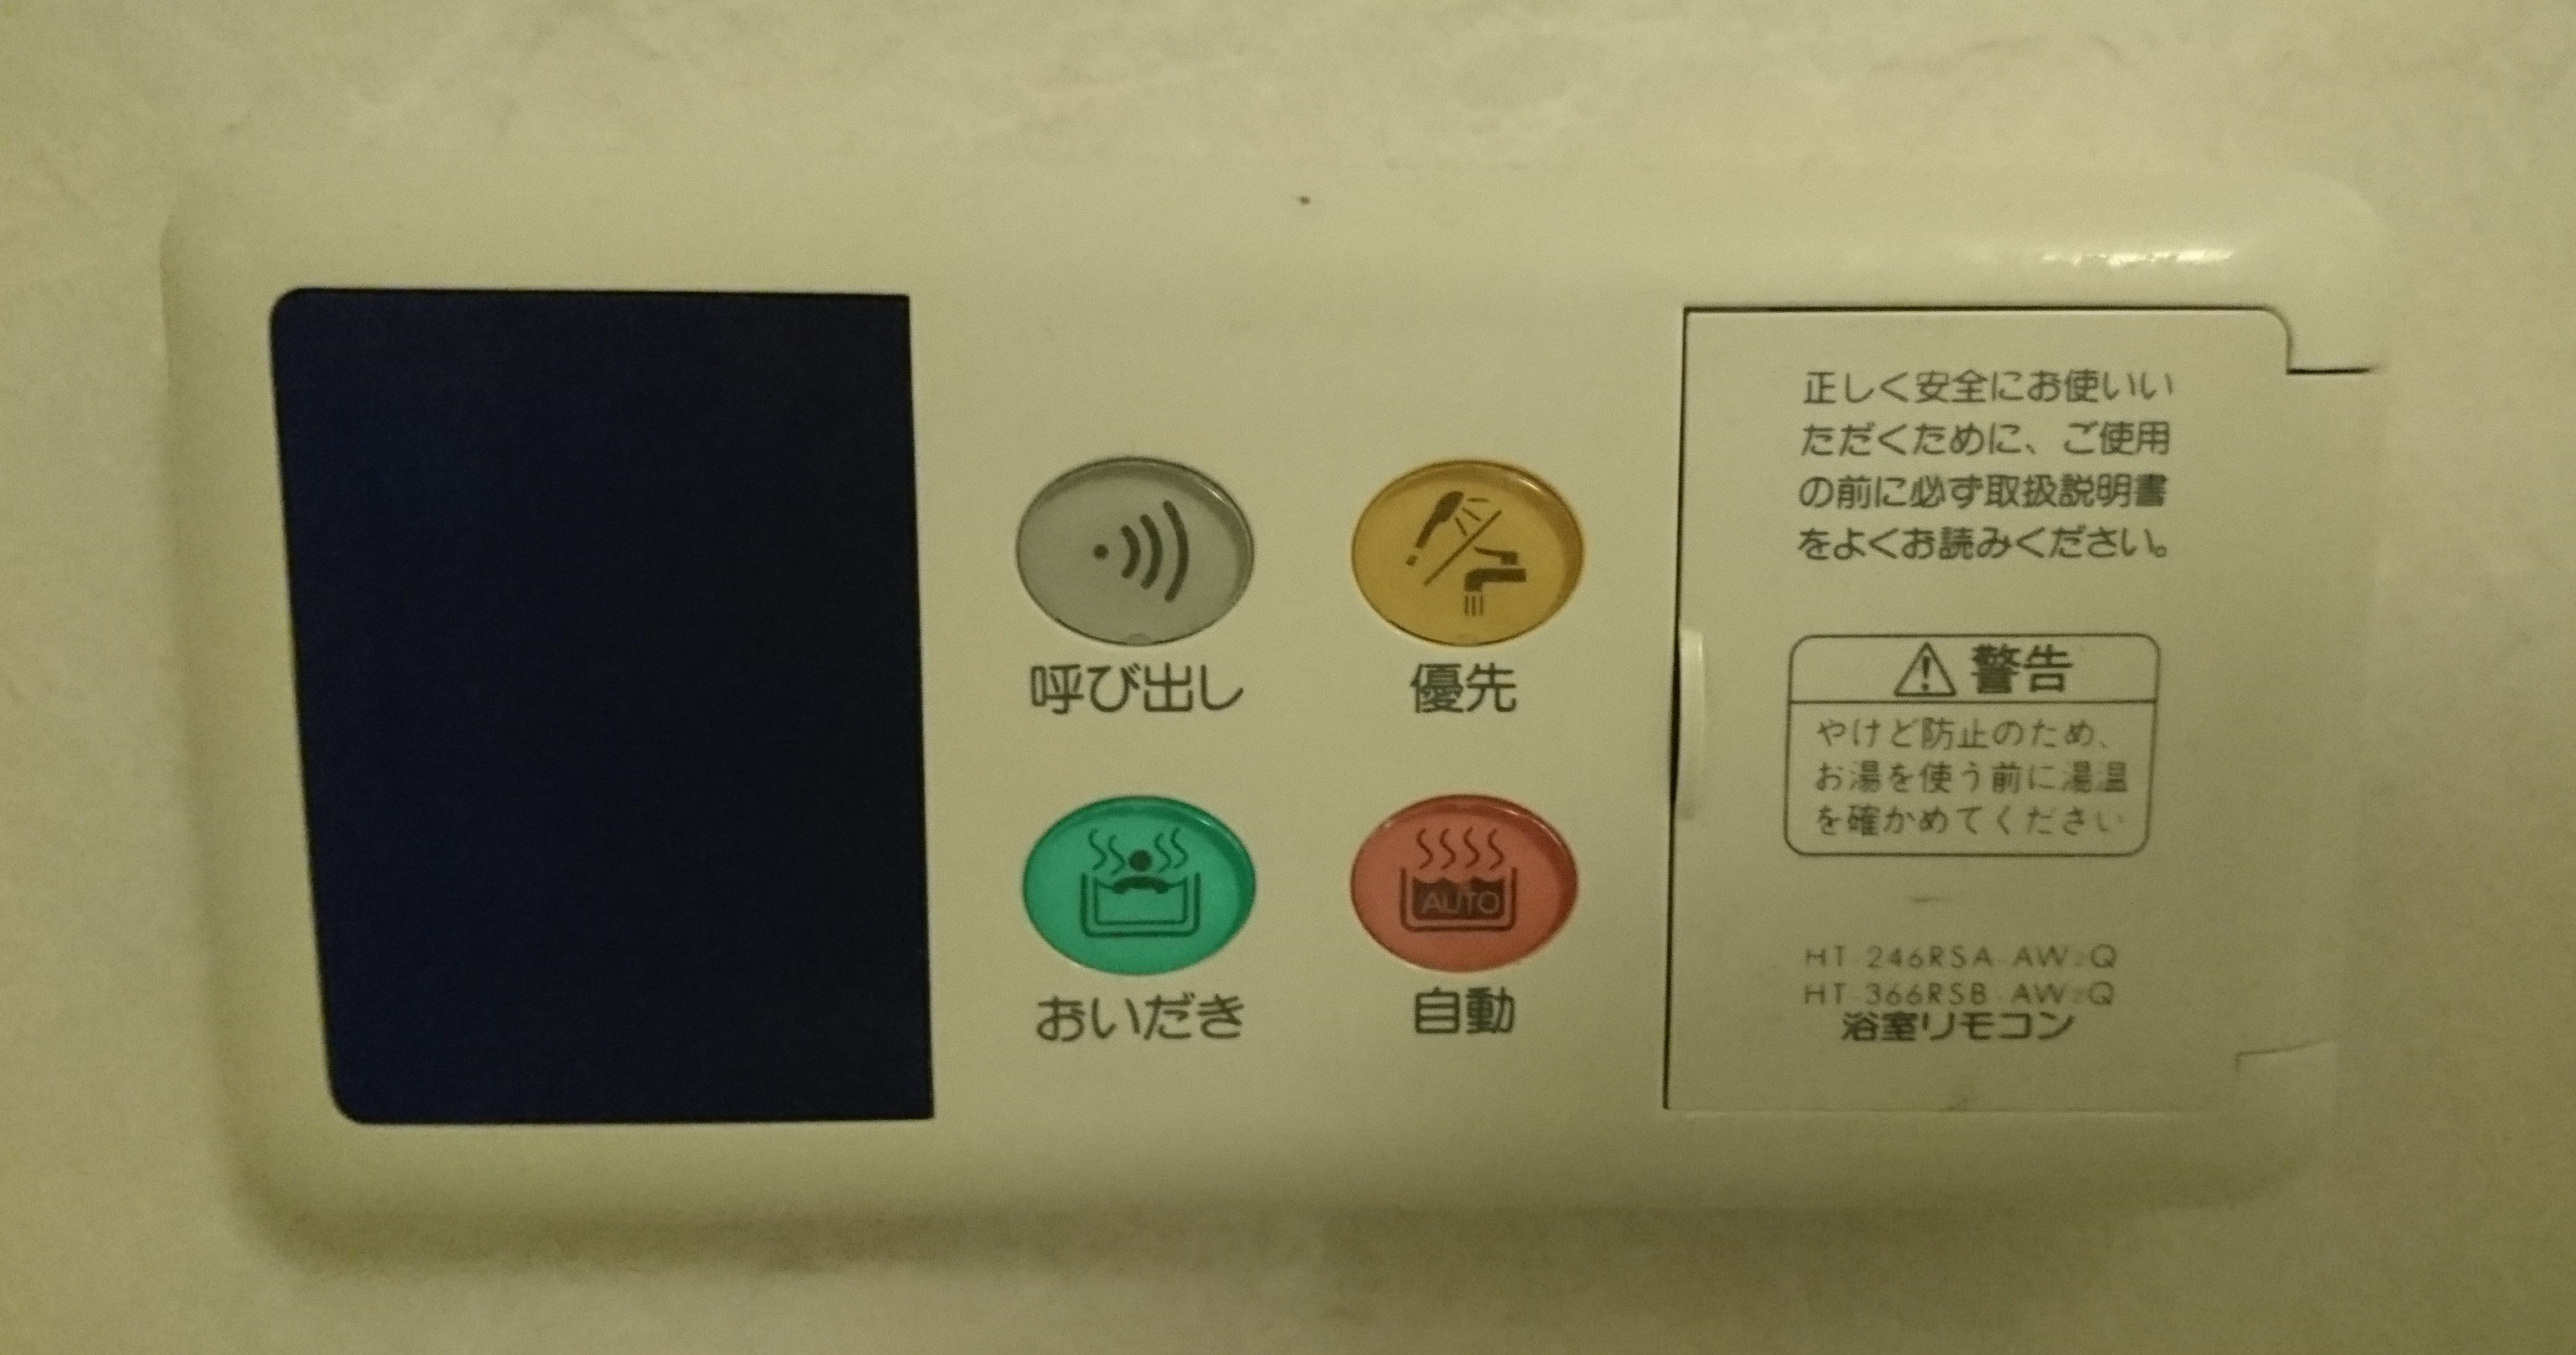 呼び出し
優先
おいだき
AUTO
自動
正しく安全にお使いい
ただくために、ご使用
の前に必ず取扱説明書
をよくお読みください。
警告
やけど防止のため、
お湯を使う前に湯温
を確かめてください
HT-246RSA-AW2Q
HT-366RSB-AW2Q
浴室リモコン